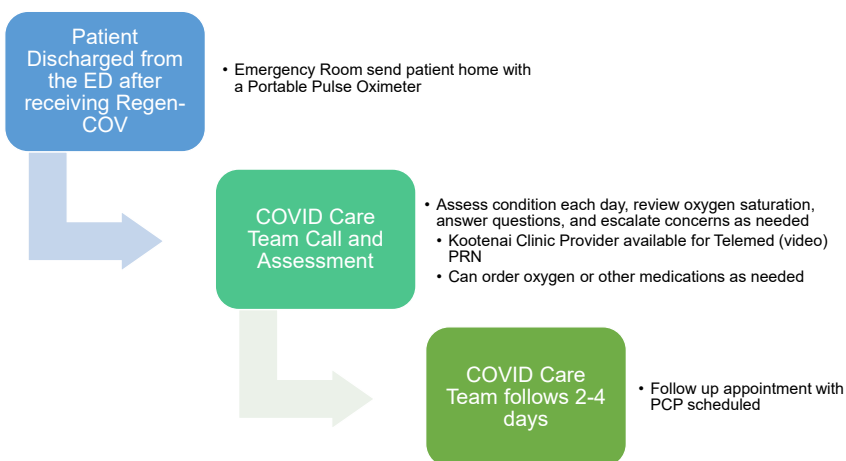 Patient
Discharged from
the ED after
receiving Regen-
COV
• Emergency Room send patient home with
a Portable Pulse Oximeter
COVID Care
Team Call and
Assessment
• Assess condition each day, review oxygen saturation,
answer questions, and escalate concerns as needed
• Kootenai Clinic Provider available for Telemed (video)
PRN
• Can order oxygen or other medications as needed
COVID Care
Team follows 2-4
days
• Follow up appointment with
PCP scheduled